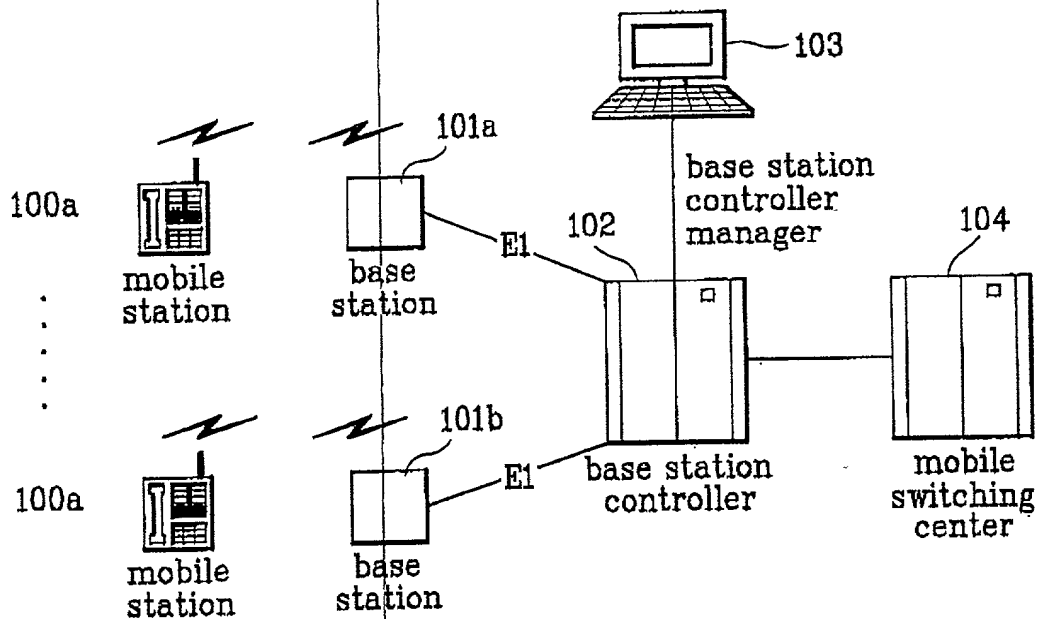 103
101a
base station
controller
manager
100a
102
104
E1
mobile
station
base
station
101b
100a
E1
base station
controller
mobile
switching
center
mobile
station
base
station